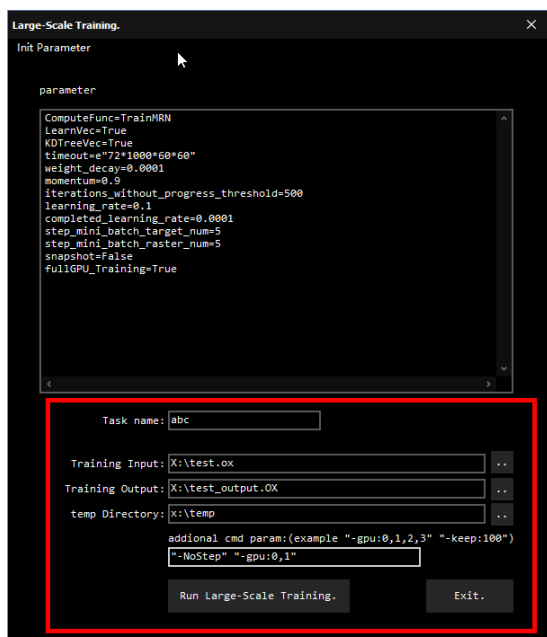 Large-Scale Training.
Init Parameter
parameter
ComputeFunc=TrainMRN
LearnVec=True
KDTreeVec=True
timeout=e"72*1000*60*60"
weight_decay=0.0001
momentum=0.9
iterations_without_progress_threshold=500
learning_rate=0.1
completed_learning_rate=0.0001
step_mini_batch_target_num=5
step_mini_batch_raster_num=5
snapshot=False
fullGPU_Training=True
Task name: abc
Training Input: X:\test.ox ..
Training Output: X:\test_output.OX ..
temp Directory: x:\temp ..
addional cmd param:(example "-gpu:0,1,2,3" "-keep:100")
"-NoStep" "-gpu:0,1"
Run Large-Scale Training. Exit.